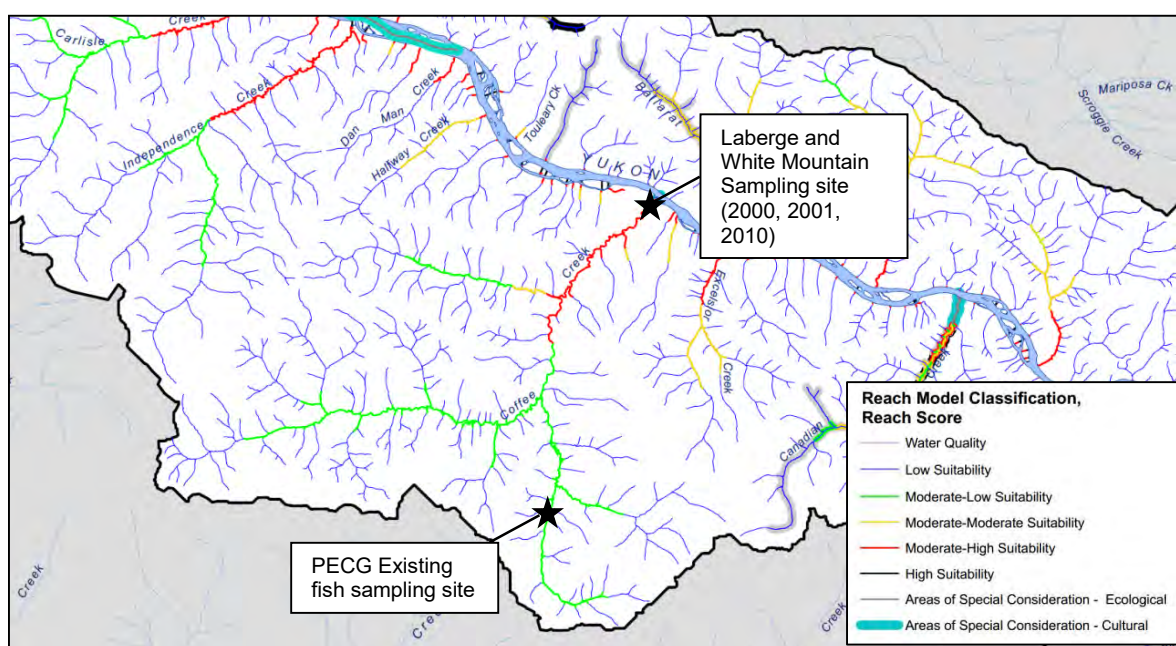 Carlisle
Creek
Mariposa Ck
Scroggie Creek
Creek
Independence
Dan Man Creek
Halfway Creek
Touleary Ck
Ballarat
YUKON
Laberge and
White Mountain
Sampling site
(2000, 2001,
2010)
Creek
Excelsior
Creek
Coffee
Creek
Canadian
PECG Existing
fish sampling site
Creek
Creek
Reach Model Classification,
Reach Score
Water Quality
Low Suitability
Moderate-Low Suitability
Moderate-Moderate Suitability
Moderate-High Suitability
High Suitability
Areas of Special Consideration - Ecological
Areas of Special Consideration - Cultural